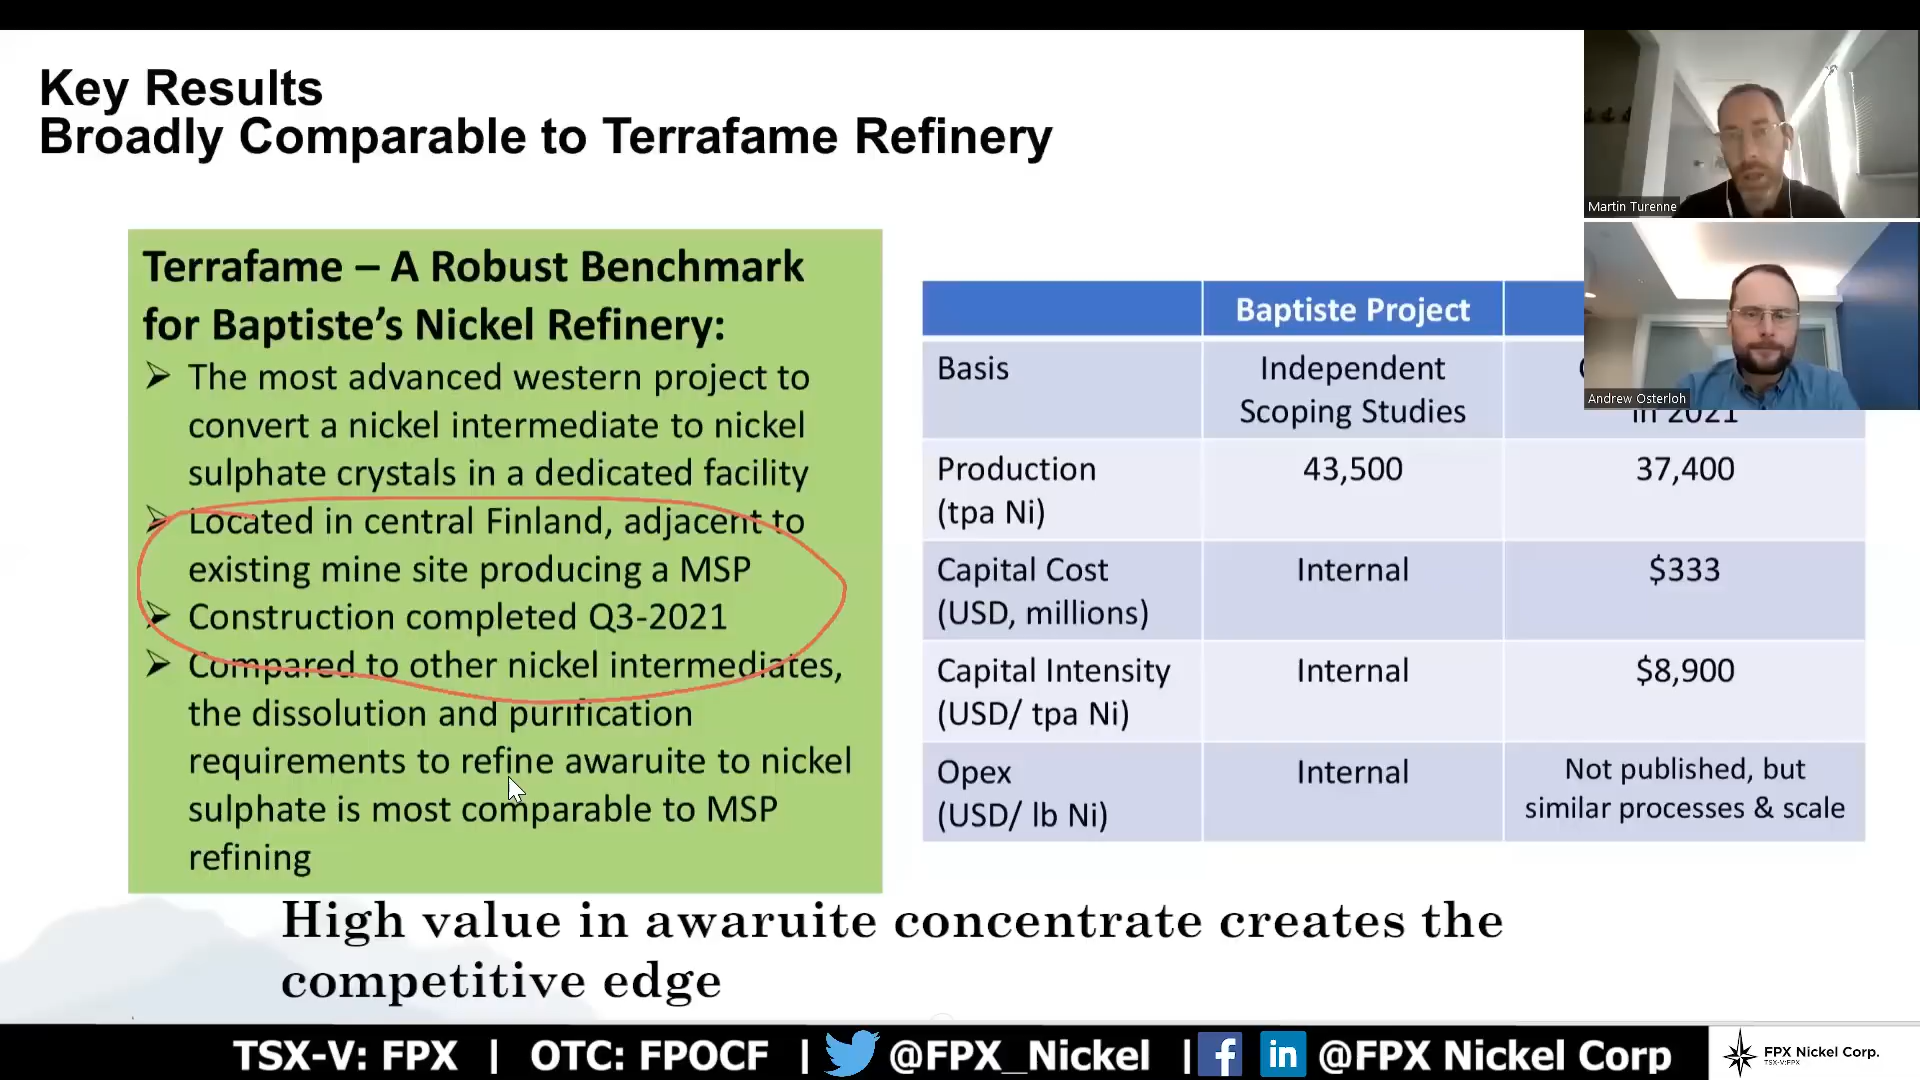 Key Results
Broadly Comparable to Terrafame Refinery
Martin Turenne
Andrew Osterloh
Terrafame – A Robust Benchmark
for Baptiste's Nickel Refinery:
The most advanced western project to
convert a nickel intermediate to nickel
sulphate crystals in a dedicated facility
Located in central Finland, adjacent to
existing mine site producing a MSP
Construction completed Q3-2021
Compared to other nickel intermediates,
the dissolution and purification
requirements to refine awaruite to nickel
sulphate is most comparable to MSP
refining
Baptiste Project
Basis
Independent
Scoping Studies
in 2021
Production
(tpa Ni)
43,500
37,400
Capital Cost
(USD, millions)
Internal
$333
Capital Intensity
(USD/ tpa Ni)
Internal
$8,900
Opex
(USD/ lb Ni)
Internal
Not published, but
similar processes & scale
High value in awaruite concentrate creates the
competitive edge
TSX-V: FPX | OTC: FPOCF | @FPX_Nickel | @FPX Nickel Corp
FPX Nickel Corp.
TSX-V:FPX